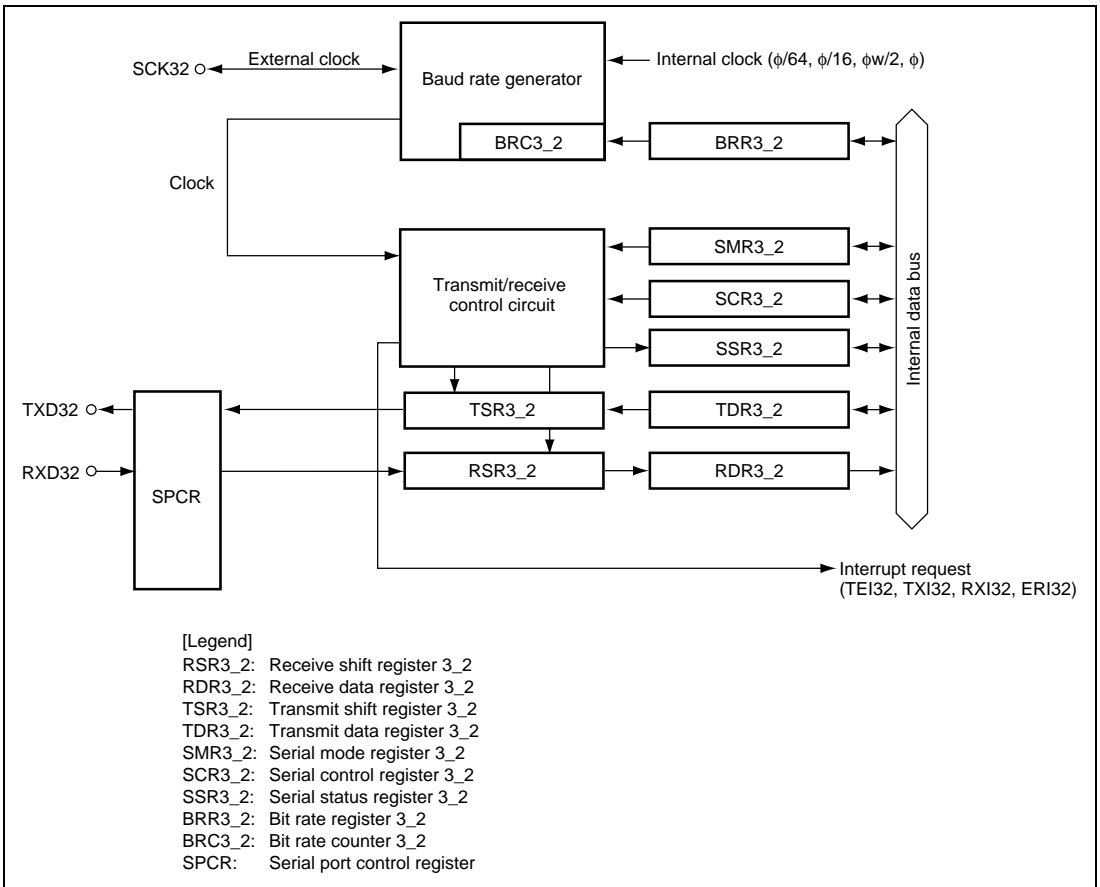 SCK32
External clock
Baud rate generator
Internal clock (ϕ/64, ϕ/16, ϕw/2, ϕ)
BRC3_2
BRR3_2
Clock
Transmit/receive
control circuit
SMR3_2
SCR3_2
SSR3_2
Internal data bus
TXD32
TSR3_2
TDR3_2
RXD32
SPCR
RSR3_2
RDR3_2
Interrupt request
(TEI32, TXI32, RXI32, ERI32)
[Legend]
RSR3_2: Receive shift register 3_2
RDR3_2: Receive data register 3_2
TSR3_2: Transmit shift register 3_2
TDR3_2: Transmit data register 3_2
SMR3_2: Serial mode register 3_2
SCR3_2: Serial control register 3_2
SSR3_2: Serial status register 3_2
BRR3_2: Bit rate register 3_2
BRC3_2: Bit rate counter 3_2
SPCR: Serial port control register